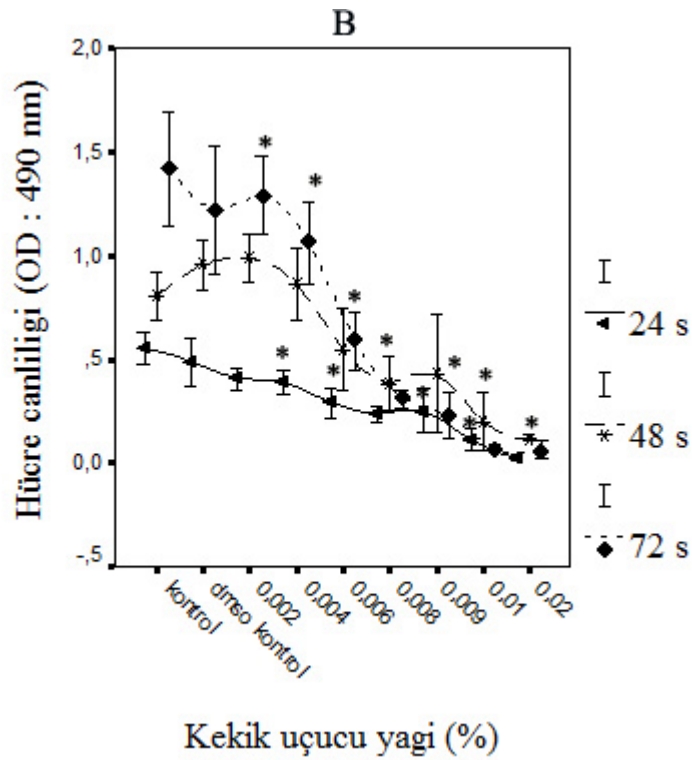 B
Hücre canliligi (OD : 490 nm)
2,0
1,5
1,0
,5
0,0
-,5
kontrol
dmso kontrol
0,002
0,004
0,006
0,008
0,009
0,01
0,02
Kekik uçucu yagi (%)
24 s
48 s
72 s